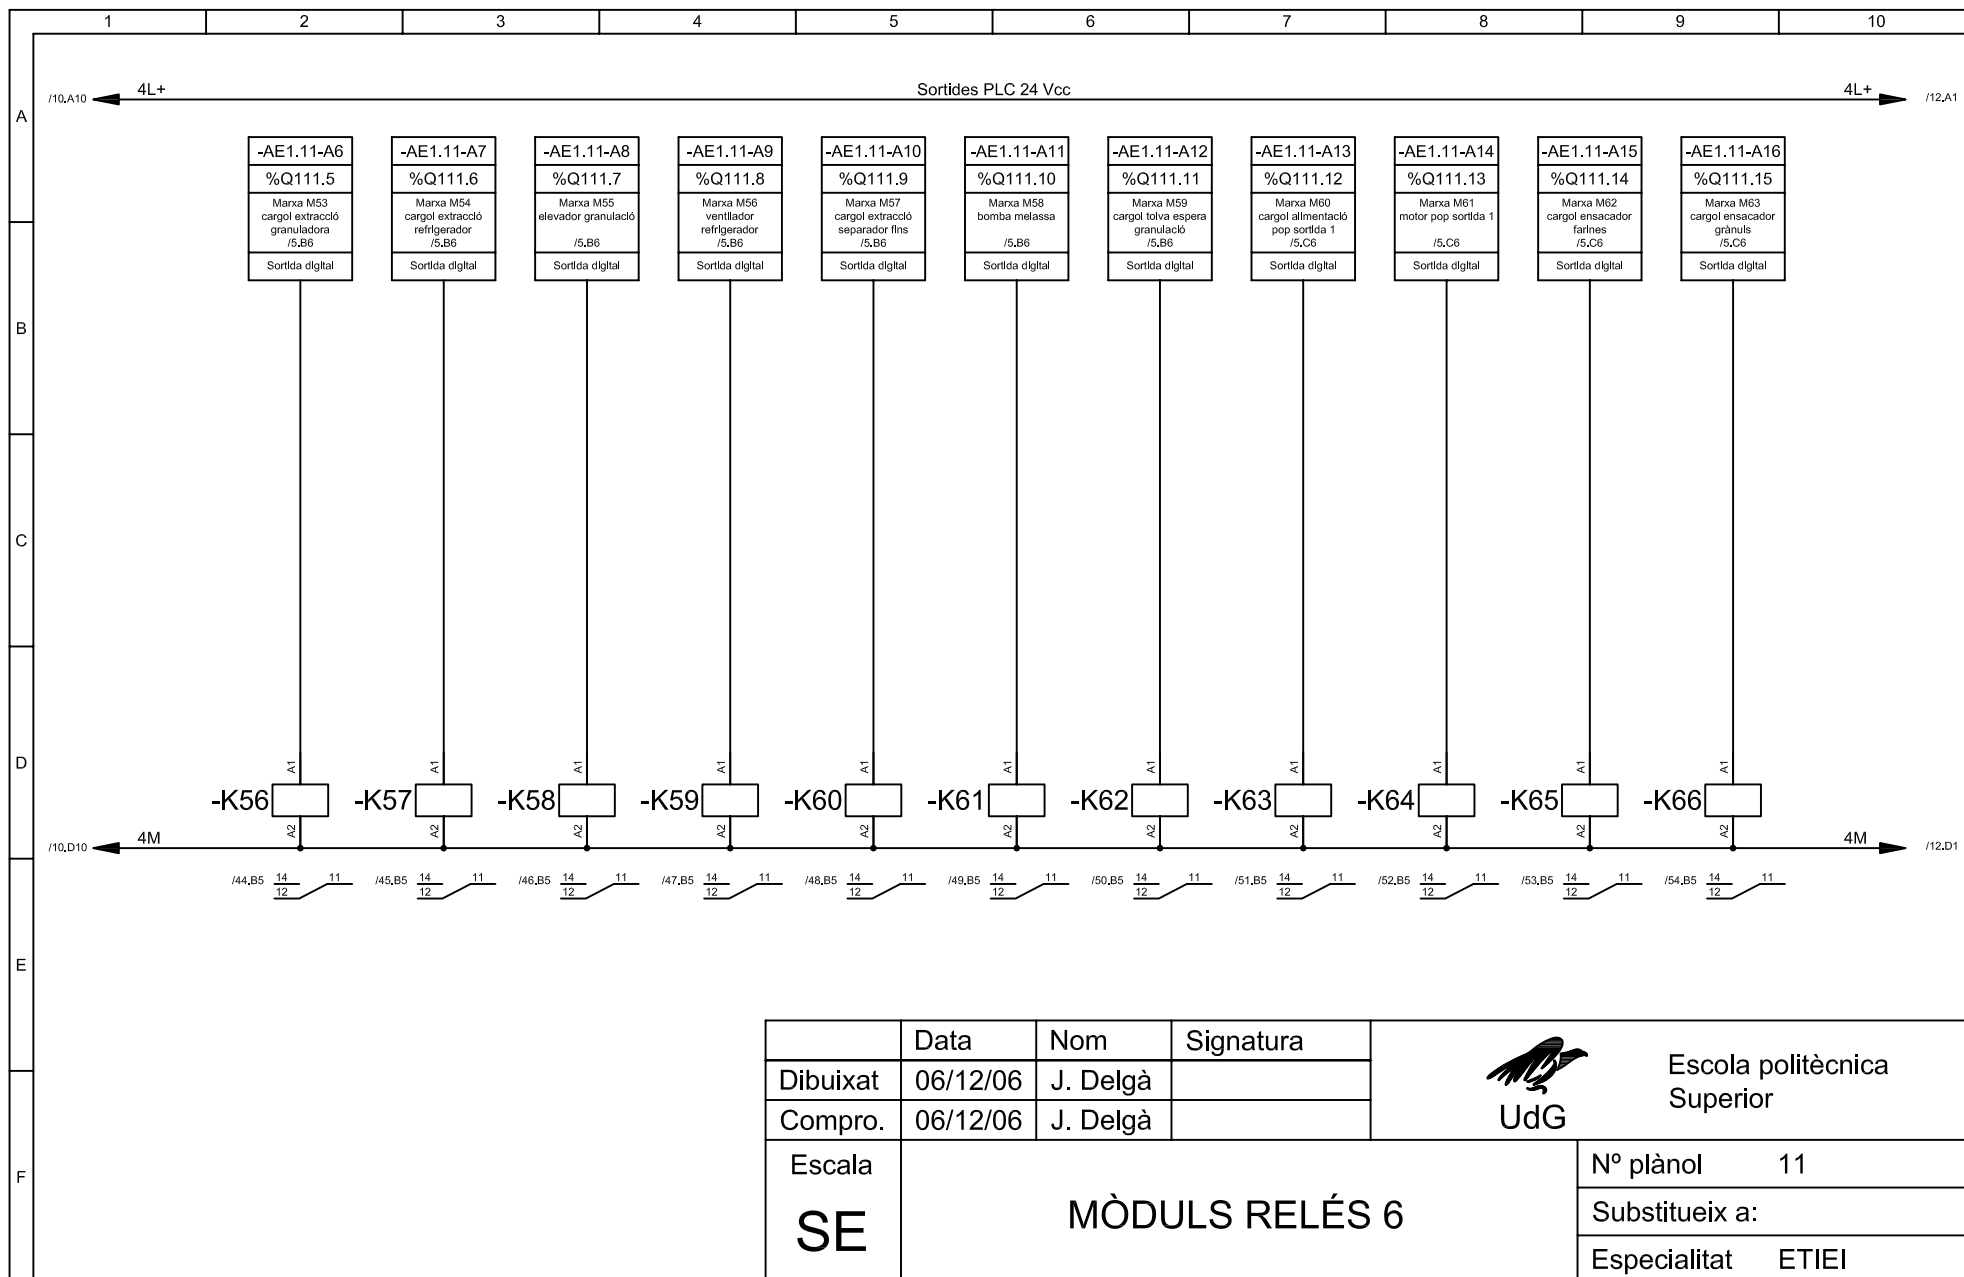 1 2 3 4 5 6 7 8 9 10
A
B
C
D
E
F
/10.A10 4L+ Sortides PLC 24 Vcc 4L+ /12.A1
-AE1.11-A6 -AE1.11-A7 -AE1.11-A8 -AE1.11-A9 -AE1.11-A10 -AE1.11-A11 -AE1.11-A12 -AE1.11-A13 -AE1.11-A14 -AE1.11-A15 -AE1.11-A16
%Q111.5 %Q111.6 %Q111.7 %Q111.8 %Q111.9 %Q111.10 %Q111.11 %Q111.12 %Q111.13 %Q111.14 %Q111.15
Marxa M53 Marxa M54 Marxa M55 Marxa M56 Marxa M57 Marxa M58 Marxa M59 Marxa M60 Marxa M61 Marxa M62 Marxa M63
cargol extracció cargol extracció elevador granulació ventilador cargol extracció bomba melassa cargol tolva espera cargol alimentació motor pop sortida 1 cargol ensacador cargol ensacador
granuladora refrigerador refrigerador separador fins granulació pop sortida 1 farines grànuls
/5.B6 /5.B6 /5.B6 /5.B6 /5.B6 /5.B6 /5.B6 /5.C6 /5.C6 /5.C6 /5.C6
Sortida digital Sortida digital Sortida digital Sortida digital Sortida digital Sortida digital Sortida digital Sortida digital Sortida digital Sortida digital Sortida digital
A1 A1 A1 A1 A1 A1 A1 A1 A1 A1 A1
-K56 -K57 -K58 -K59 -K60 -K61 -K62 -K63 -K64 -K65 -K66
A2 A2 A2 A2 A2 A2 A2 A2 A2 A2 A2
/10.D10 4M 4M /12.D1
/44.B5 14 11 /45.B5 14 11 /46.B5 14 11 /47.B5 14 11 /48.B5 14 11 /49.B5 14 11 /50.B5 14 11 /51.B5 14 11 /52.B5 14 11 /53.B5 14 11 /54.B5 14 11
12 12 12 12 12 12 12 12 12 12 12
Data Nom Signatura
Dibuixat 06/12/06 J. Delgà
Compro. 06/12/06 J. Delgà
UdG
Escola politècnica
Superior
Escala
SE
MÒDULS RELÉS 6
Nº plànol 11
Substitueix a:
Especialitat ETIEI